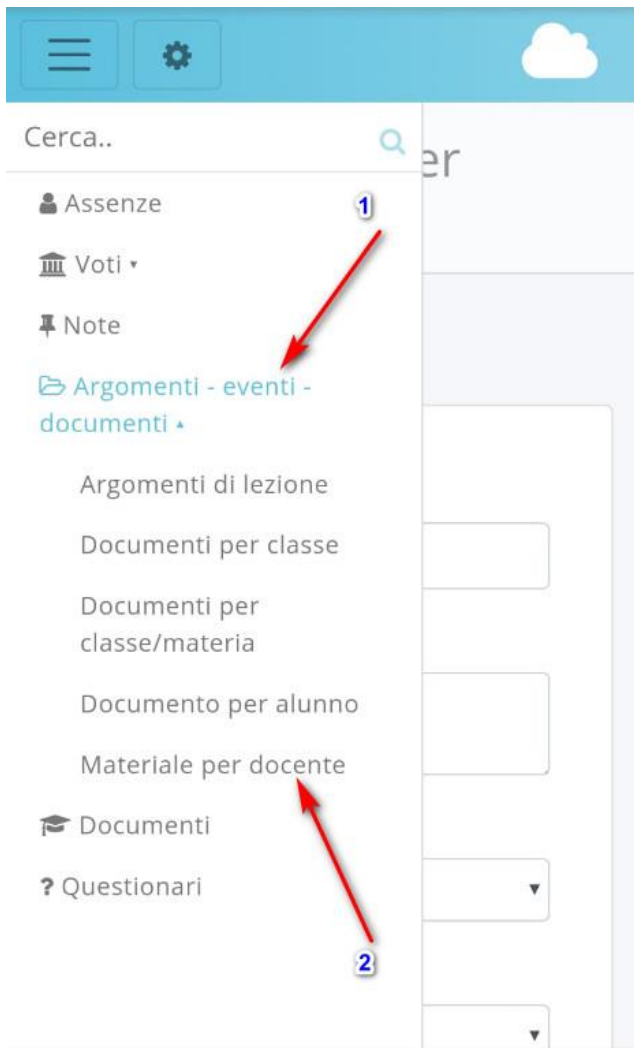 Cerca..
er
Assenze
1
Voti
Note
Argomenti - eventi -
documenti
Argomenti di lezione
Documenti per classe
Documenti per
classe/materia
Documento per alunno
Materiale per docente
Documenti
? Questionari
2